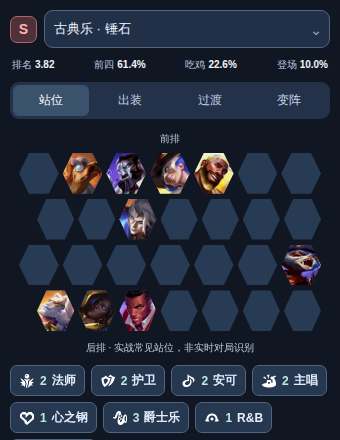 S 古典乐 · 锤石
排名 3.82 前四 61.4% 吃鸡 22.6% 登场 10.0%
站位 出装 过渡 变阵
前排
后排 · 实战常见站位，非实时对局识别
2 法师 2 护卫 2 安可 2 主唱
1 心之钢 3 爵士乐 1 R&B